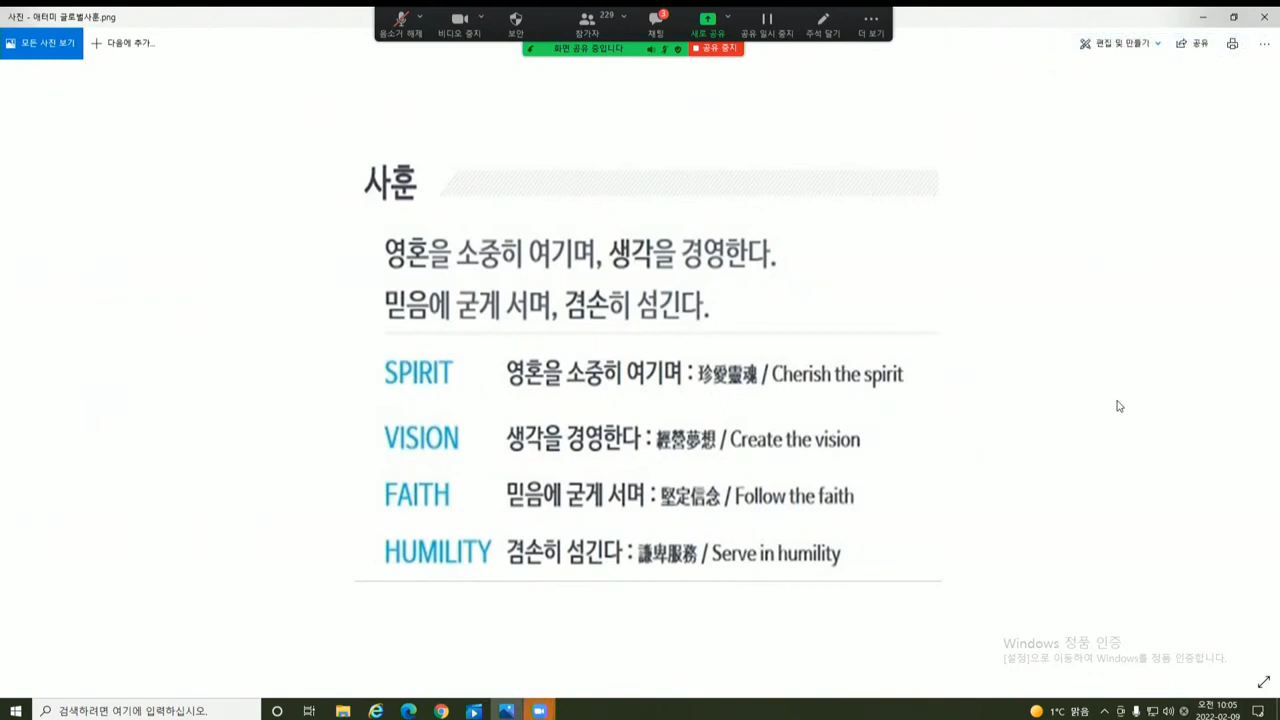 사진 - 애터미 글로벌사훈.png
음소거 해제 비디오 중지 보안 229 참가자 3 채팅 새로 공유 공유 일시 중지 주석 달기 더 보기
모든 사진 보기 다음에 추가...
화면 공유 중입니다 공유 중지
편집 및 만들기 공유
사훈
영혼을 소중히 여기며, 생각을 경영한다.
믿음에 굳게 서며, 겸손히 섬긴다.
SPIRIT 영혼을 소중히 여기며 : 珍愛靈魂 / Cherish the spirit
VISION 생각을 경영한다 : 經營夢想 / Create the vision
FAITH 믿음에 굳게 서며 : 堅定信念 / Follow the faith
HUMILITY 겸손히 섬긴다 : 謙卑服務 / Serve in humility
Windows 정품 인증
[설정]으로 이동하여 Windows를 정품 인증합니다.
검색하려면 여기에 입력하십시오.
1°C 맑음
오전 10:05
2022-02-09